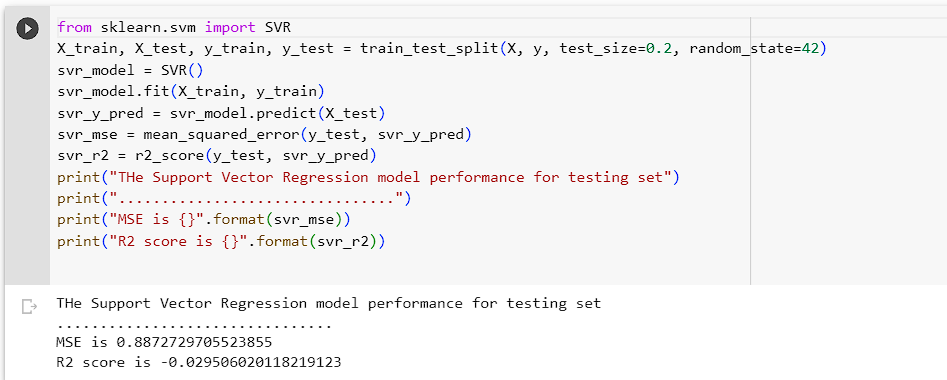 from sklearn.svm import SVR
X_train, X_test, y_train, y_test = train_test_split(X, y, test_size=0.2, random_state=42)
svr_model = SVR()
svr_model.fit(X_train, y_train)
svr_y_pred = svr_model.predict(X_test)
svr_mse = mean_squared_error(y_test, svr_y_pred)
svr_r2 = r2_score(y_test, svr_y_pred)
print("THe Support Vector Regression model performance for testing set")
print("................................")
print("MSE is {}".format(svr_mse))
print("R2 score is {}".format(svr_r2))
THe Support Vector Regression model performance for testing set
................................
MSE is 0.8872729705523855
R2 score is -0.029506020118219123